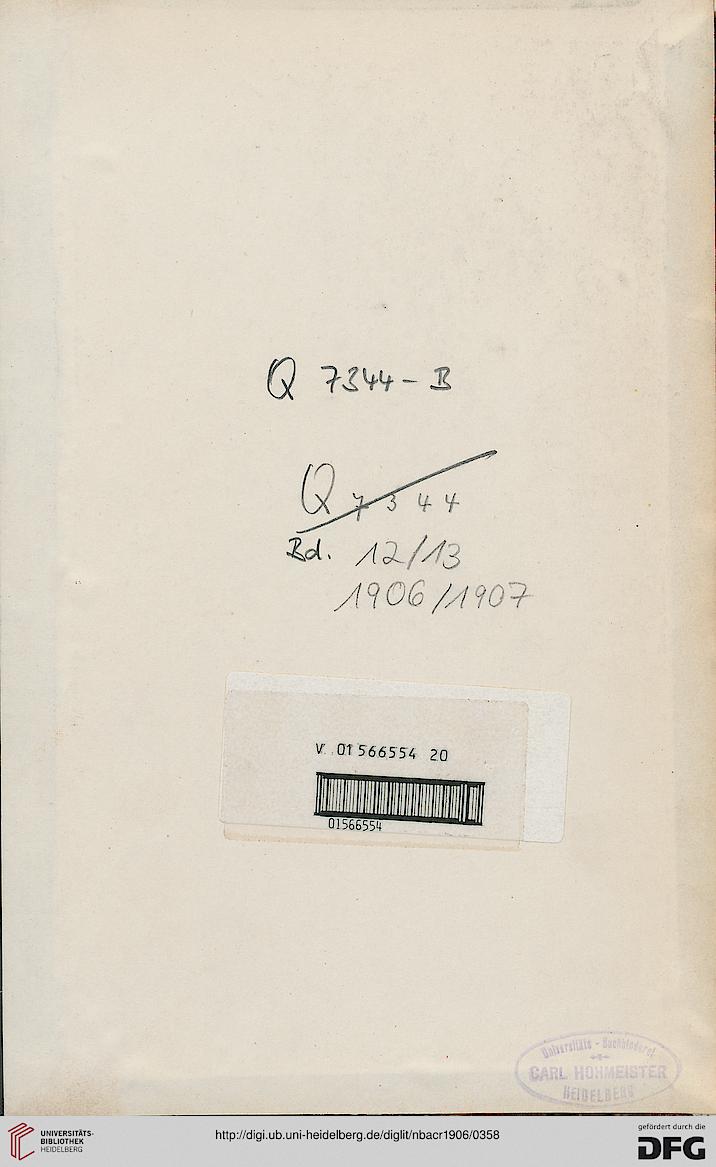 Q 7344 - B
Q 7344
Bd. 12/13
1906/1907
V. 01566554 20
01566554
Universitäts - Buchbinderei
CARL HOHMEISTER
HEIDELBERG
UNIVERSITÄTS-
BIBLIOTHEK
HEIDELBERG
http://digi.ub.uni-heidelberg.de/diglit/nbacr1906/0358
gefördert durch die
DFG